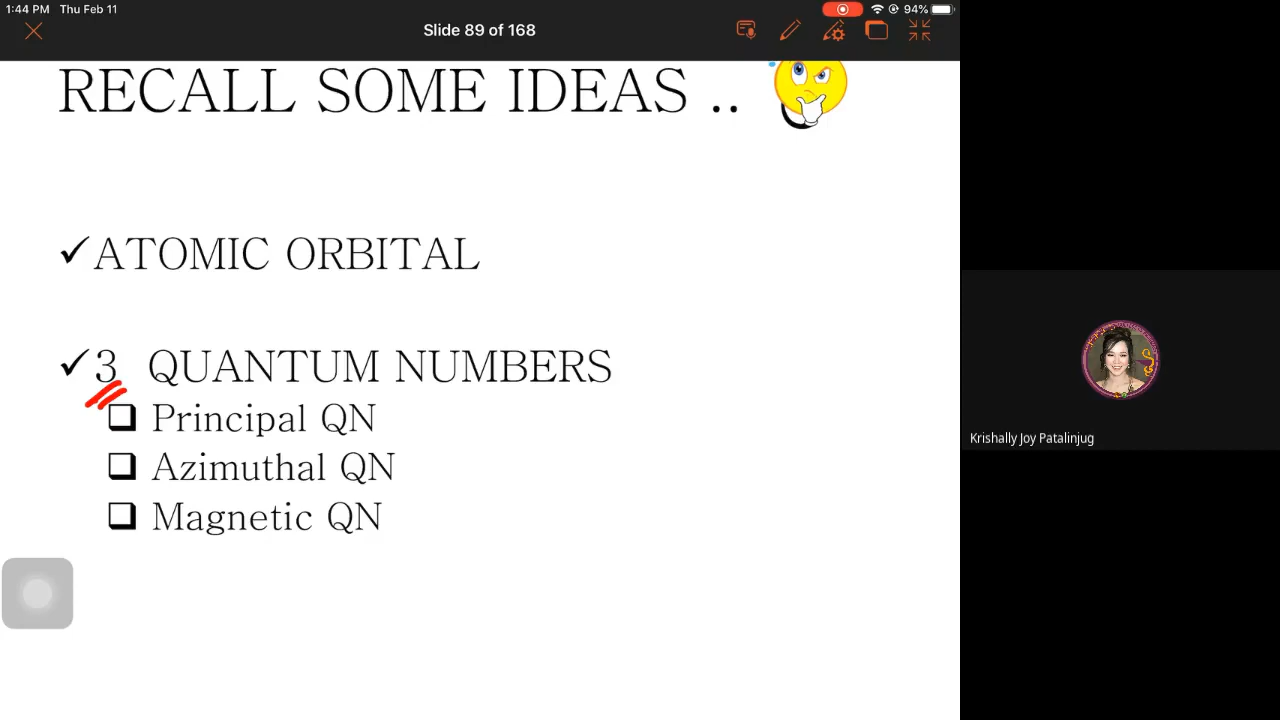 1:44 PM Thu Feb 11 94%
Slide 89 of 168
RECALL SOME IDEAS ..
✓ATOMIC ORBITAL
✓3 QUANTUM NUMBERS
❑ Principal QN
❑ Azimuthal QN
❑ Magnetic QN
Krishally Joy Patalinjug